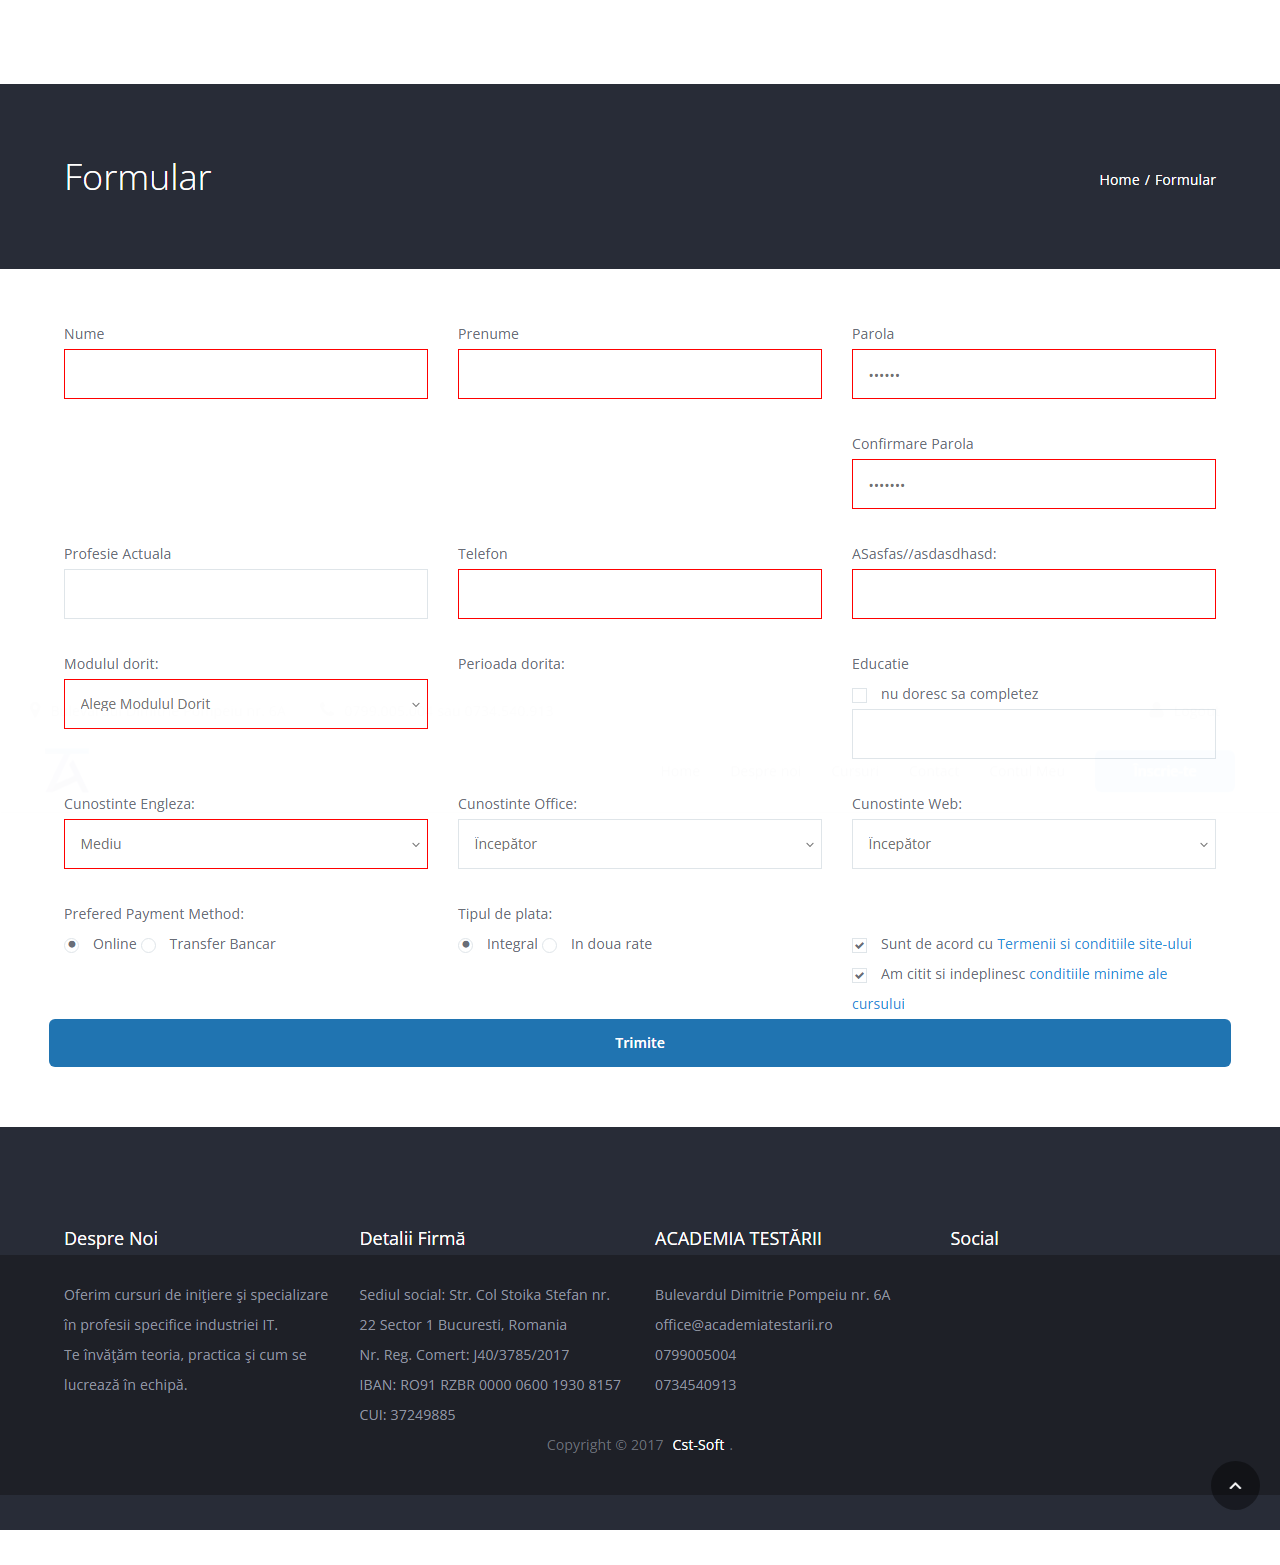 Formular
Home / Formular
Nume
Prenume
Parola
••••••
Confirmare Parola
•••••••
Profesie Actuala
Telefon
ASasfas//asdasdhasd:
Modulul dorit:
Alege Modulul Dorit
Perioada dorita:
Educatie
nu doresc sa completez
Cunostinte Engleza:
Mediu
Cunostinte Office:
Începător
Cunostinte Web:
Începător
Prefered Payment Method:
Online
Transfer Bancar
Tipul de plata:
Integral
In doua rate
Sunt de acord cu Termenii si conditiile site-ului
Am citit si indeplinesc conditiile minime ale
cursului
Trimite
Despre Noi
Oferim cursuri de inițiere și specializare
în profesii specifice industriei IT.
Te învățăm teoria, practica și cum se
lucrează în echipă.
Detalii Firmă
Sediul social: Str. Col Stoika Stefan nr.
22 Sector 1 Bucuresti, Romania
Nr. Reg. Comert: J40/3785/2017
IBAN: RO91 RZBR 0000 0600 1930 8157
CUI: 37249885
ACADEMIA TESTĂRII
Bulevardul Dimitrie Pompeiu nr. 6A
office@academiatestarii.ro
0799005004
0734540913
Social
Copyright © 2017 Cst-Soft .